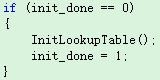 if (init_done == 0)
{
    InitLookupTable();
    init_done = 1;
}